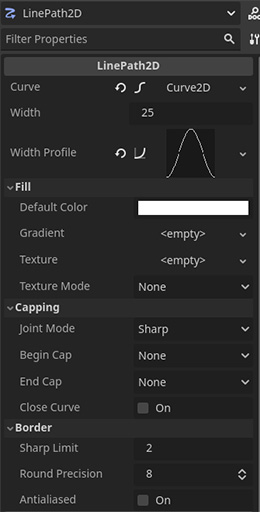 LinePath2D
DOC
Filter Properties
LinePath2D
Curve Curve2D
Width 25
Width Profile
Fill
Default Color
Gradient <empty>
Texture <empty>
Texture Mode None
Capping
Joint Mode Sharp
Begin Cap None
End Cap None
Close Curve On
Border
Sharp Limit 2
Round Precision 8
Antialiased On